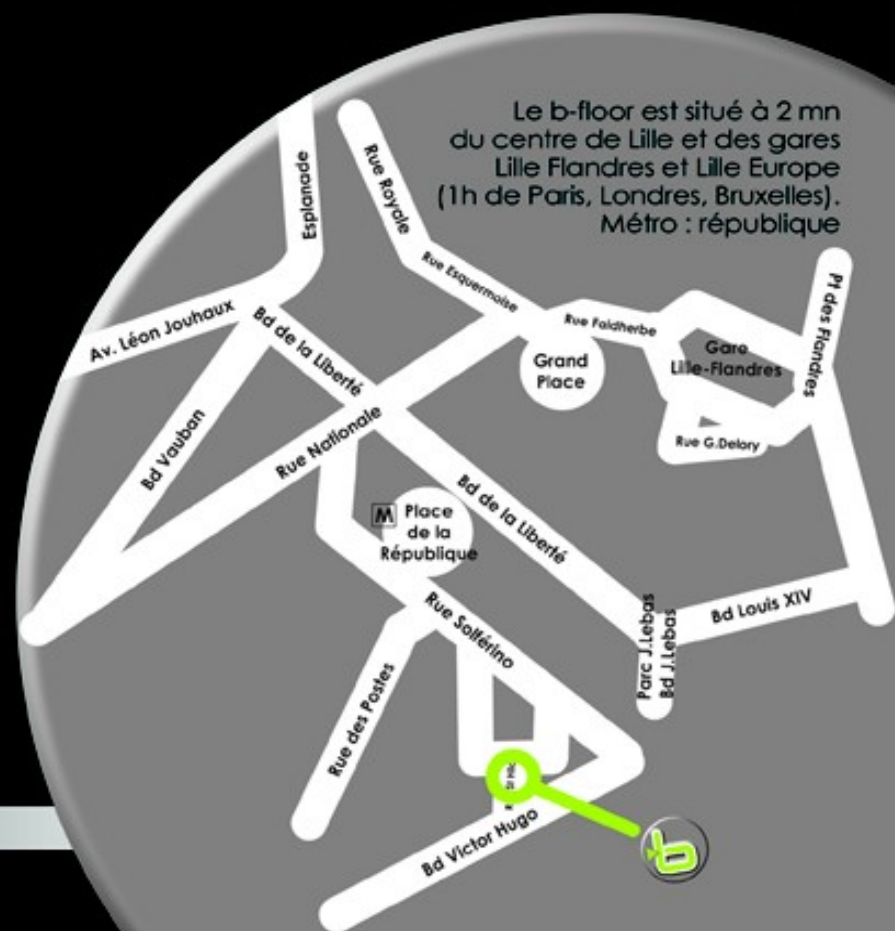 Le b-floor est situé à 2 mn
du centre de Lille et des gares
Lille Flandres et Lille Europe
(1h de Paris, Londres, Bruxelles).
Métro : république
Esplanade
Rue Royale
Rue Esquermoise
Av. Léon Jouhaux
Bd de la Liberté
Rue Faidherbe
Pt des Flandres
Gare
Lille-Flandres
Grand
Place
Bd Vauban
Rue Nationale
Rue G.Delory
M
Place
de la
République
Bd de la Liberté
Rue Solférino
Parc J.Lebas
Bd J.Lebas
Bd Louis XIV
Rue des Postes
Bd Victor Hugo
b